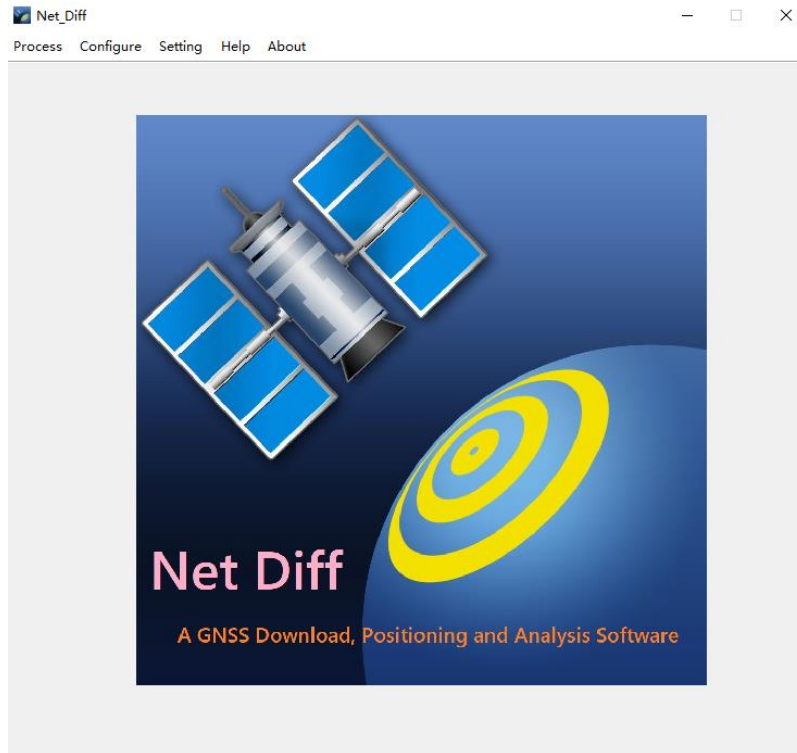 Net_Diff
Process Configure Setting Help About
Net Diff
A GNSS Download, Positioning and Analysis Software